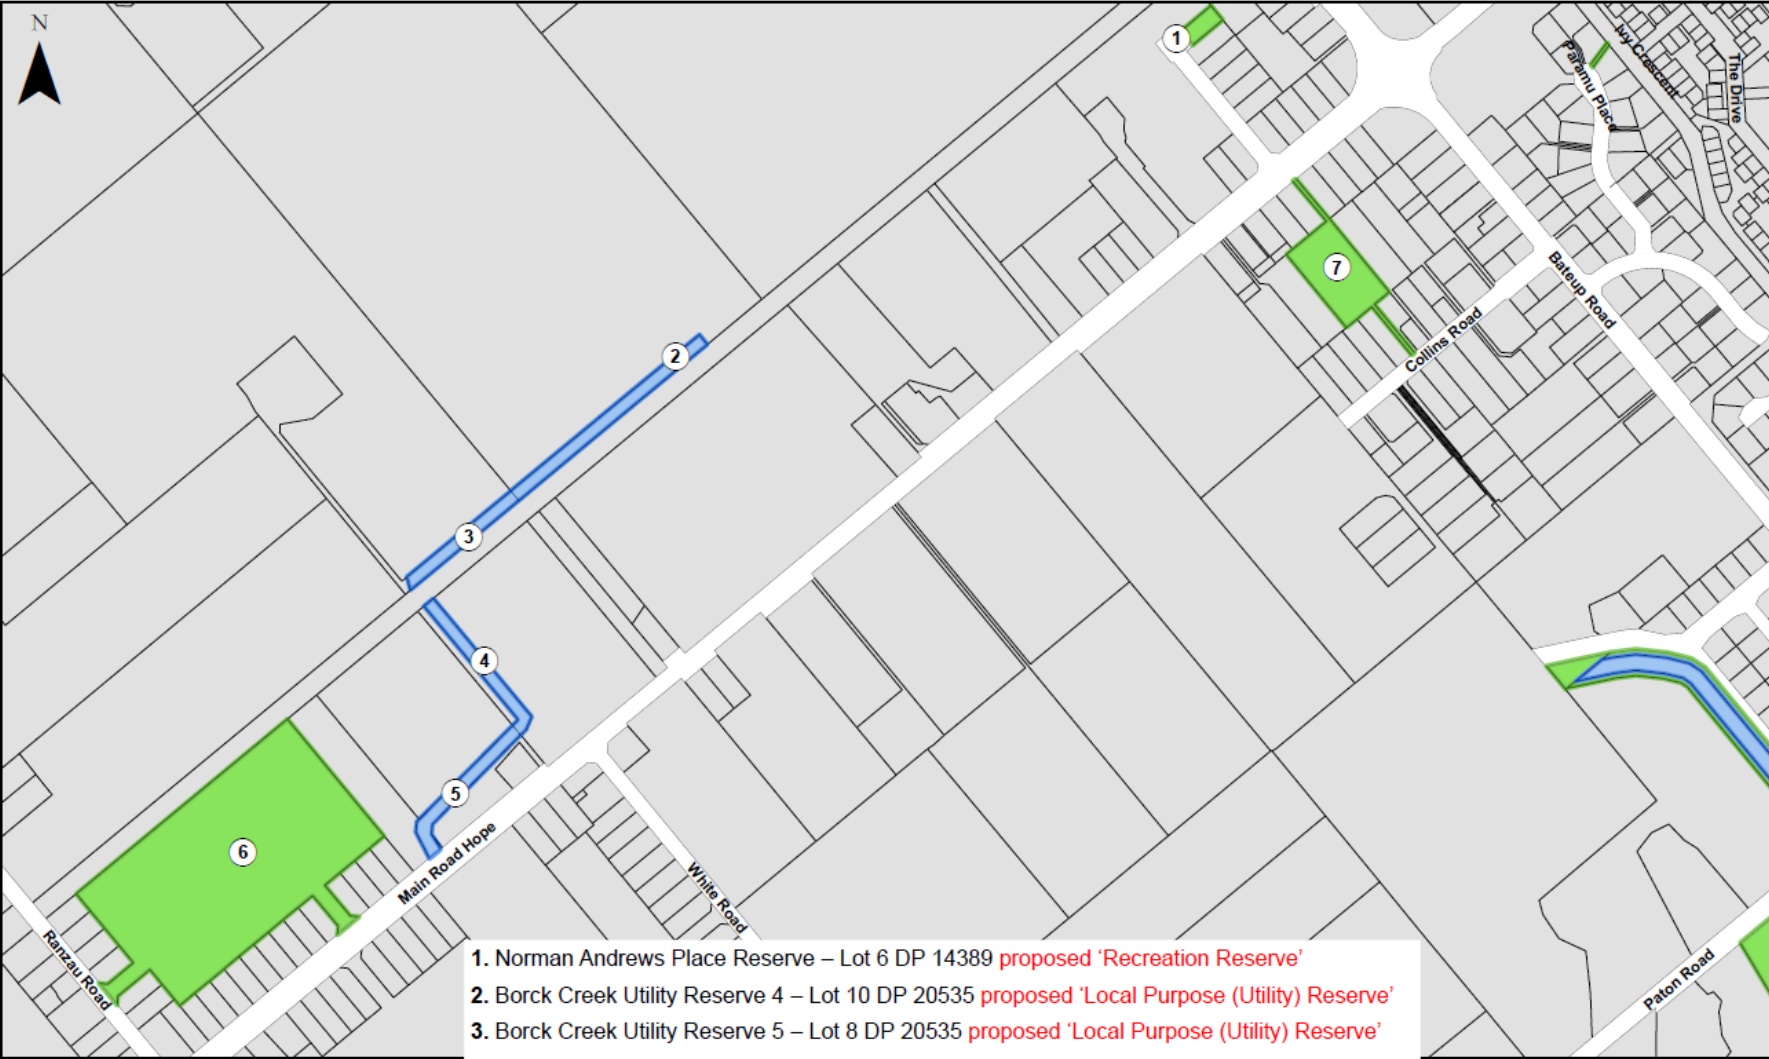 N
1
Ivy Crescent
Paramu Place
The Drive
7
Bateup Road
Collins Road
2
3
4
5
6
Main Road Hope
White Road
Ranzau Road
Paton Road
1. Norman Andrews Place Reserve – Lot 6 DP 14389 proposed ‘Recreation Reserve’
2. Borck Creek Utility Reserve 4 – Lot 10 DP 20535 proposed ‘Local Purpose (Utility) Reserve’
3. Borck Creek Utility Reserve 5 – Lot 8 DP 20535 proposed ‘Local Purpose (Utility) Reserve’